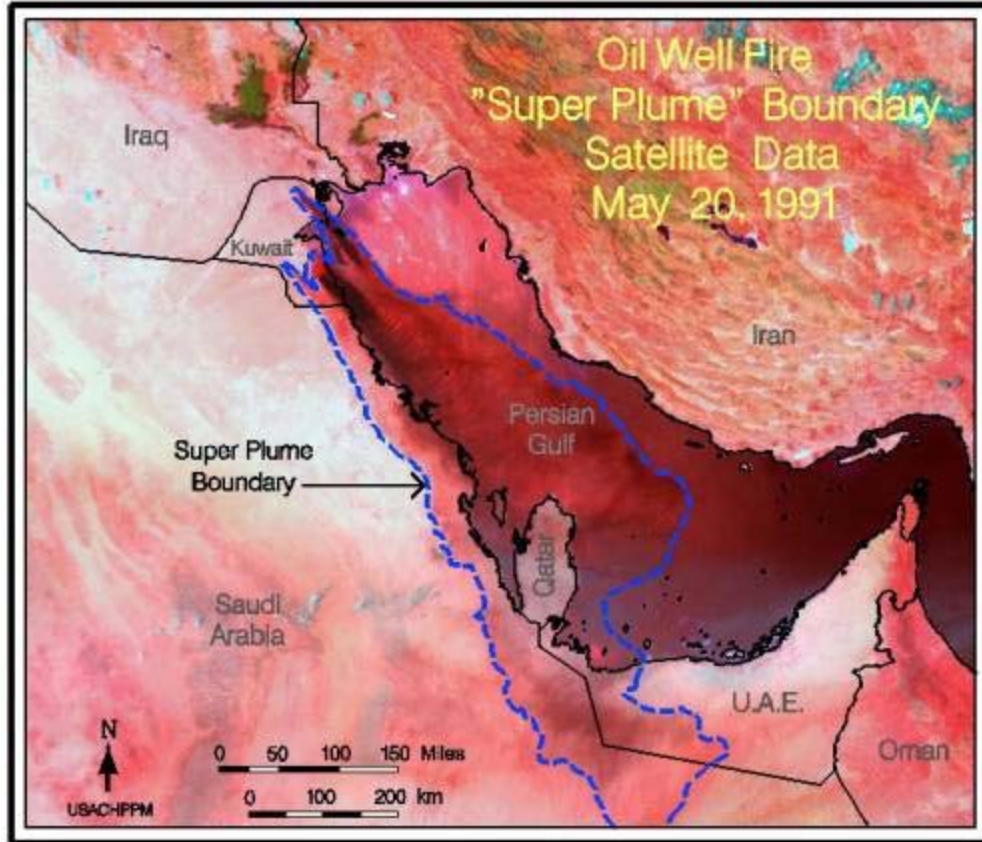 Oil Well Fire
"Super Plume" Boundary
Satellite Data
May 20, 1991
Iraq
Kuwait
Iran
Persian
Gulf
Super Plume
Boundary
Qatar
Saudi
Arabia
U.A.E.
Oman
N
USACHPPM
0 50 100 150 Miles
0 100 200 km